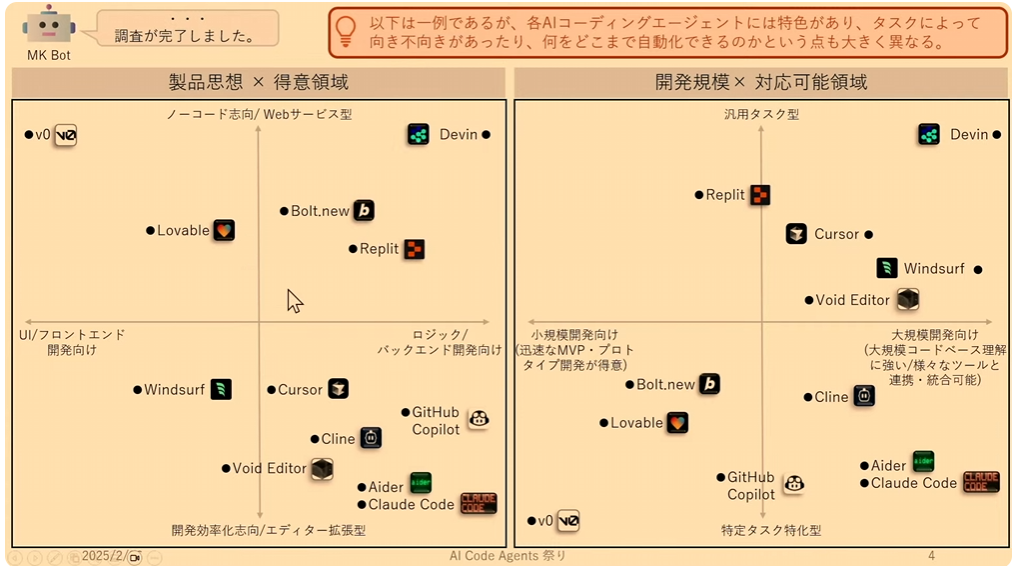 ・・・
調査が完了しました。
MK Bot
以下は一例であるが、各AIコーディングエージェントには特色があり、タスクによって
向き不向きがあったり、何をどこまで自動化できるのかという点も大きく異なる。
製品思想 × 得意領域
ノーコード志向/ Webサービス型
v0
Devin
Bolt.new
Lovable
Replit
UI/フロントエンド
開発向け
ロジック/
バックエンド開発向け
Windsurf
Cursor
GitHub
Copilot
Cline
Void Editor
Aider
Claude Code
CLAUDE
CODE
開発効率化志向/エディター拡張型
開発規模× 対応可能領域
汎用タスク型
Devin
Replit
Cursor
Windsurf
Void Editor
小規模開発向け
(迅速なMVP・プロト
タイプ開発が得意)
大規模開発向け
(大規模コードベース理解
に強い/様々なツールと
連携・統合可能)
Bolt.new
Cline
Lovable
Aider
GitHub
Copilot
Claude Code
CLAUDE
CODE
v0
特定タスク特化型
2025/2/
AI Code Agents 祭り
4